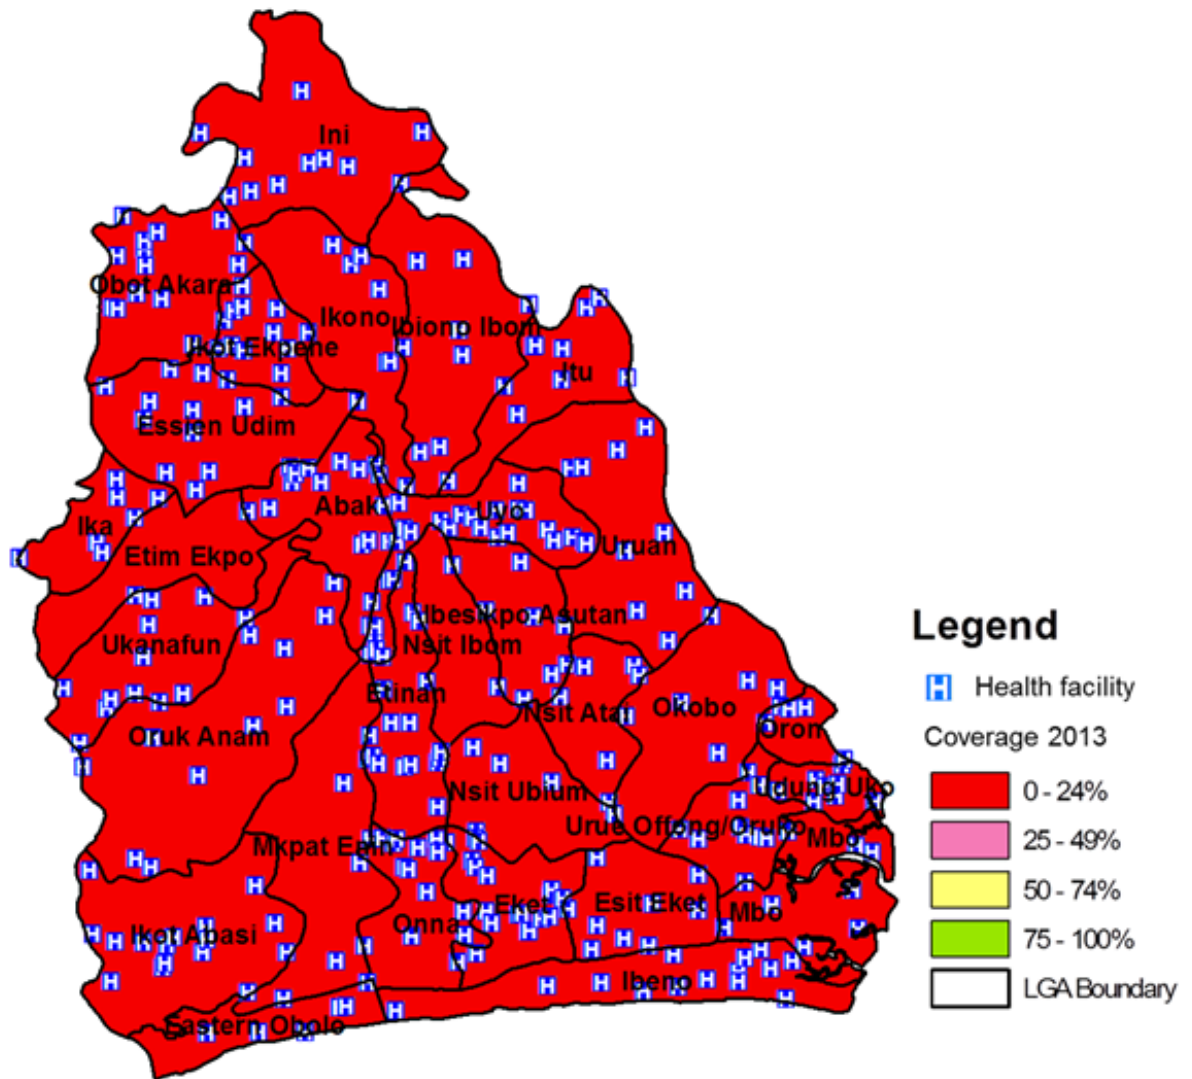 Ini
Obot Akara
Ikono
Ibiono Ibom
Ikot Ekpene
Itu
Essien Udim
Abak
Uyo
Ika
Etim Ekpo
Uruan
Ibesikpo Asutan
Ukanafun
Nsit Ibom
Etinan
Nsit Atai
Okobo
Oruk Anam
Oron
Nsit Ubium
Udung Uko
Urue Offong/Oruko
Mbo
Mkpat Enin
Eket
Esit Eket
Mbo
Onna
Ikot Abasi
Ibeno
Eastern Obolo
Legend
H Health facility
Coverage 2013
0 - 24%
25 - 49%
50 - 74%
75 - 100%
LGA Boundary